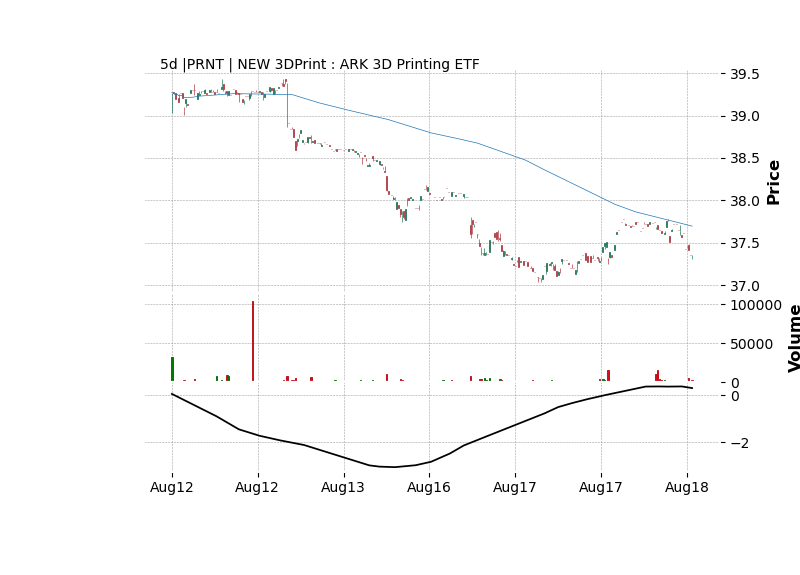 5d |PRNT | NEW 3DPrint : ARK 3D Printing ETF
39.5
39.0
38.5
38.0
37.5
37.0
Price
100000
50000
0
Volume
0
−2
Aug12 Aug12 Aug13 Aug16 Aug17 Aug17 Aug18